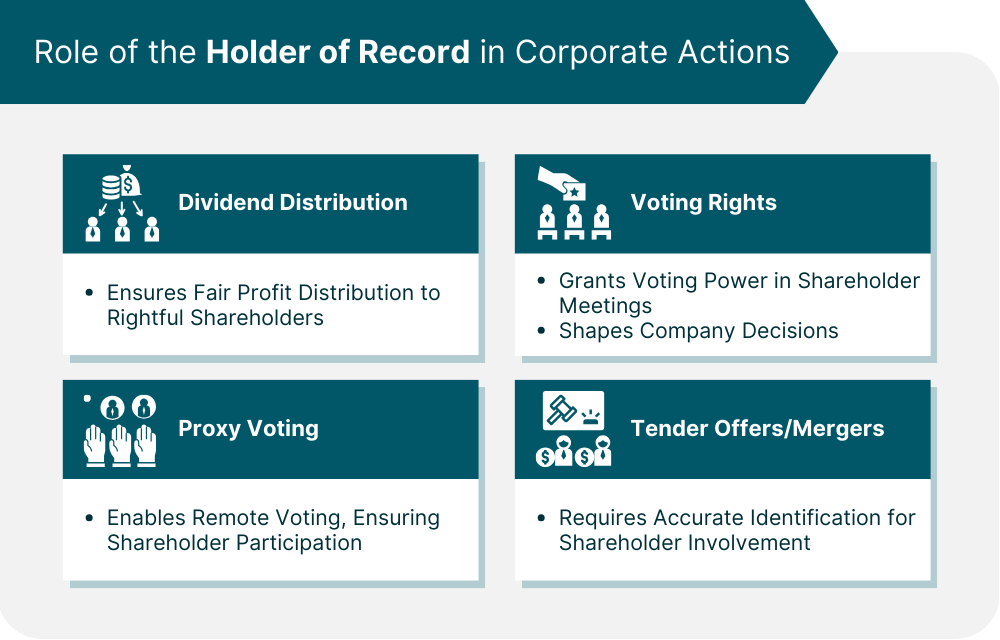 Role of the Holder of Record in Corporate Actions
Dividend Distribution
• Ensures Fair Profit Distribution to
Rightful Shareholders
Voting Rights
• Grants Voting Power in Shareholder
Meetings
• Shapes Company Decisions
Proxy Voting
• Enables Remote Voting, Ensuring
Shareholder Participation
Tender Offers/Mergers
• Requires Accurate Identification for
Shareholder Involvement